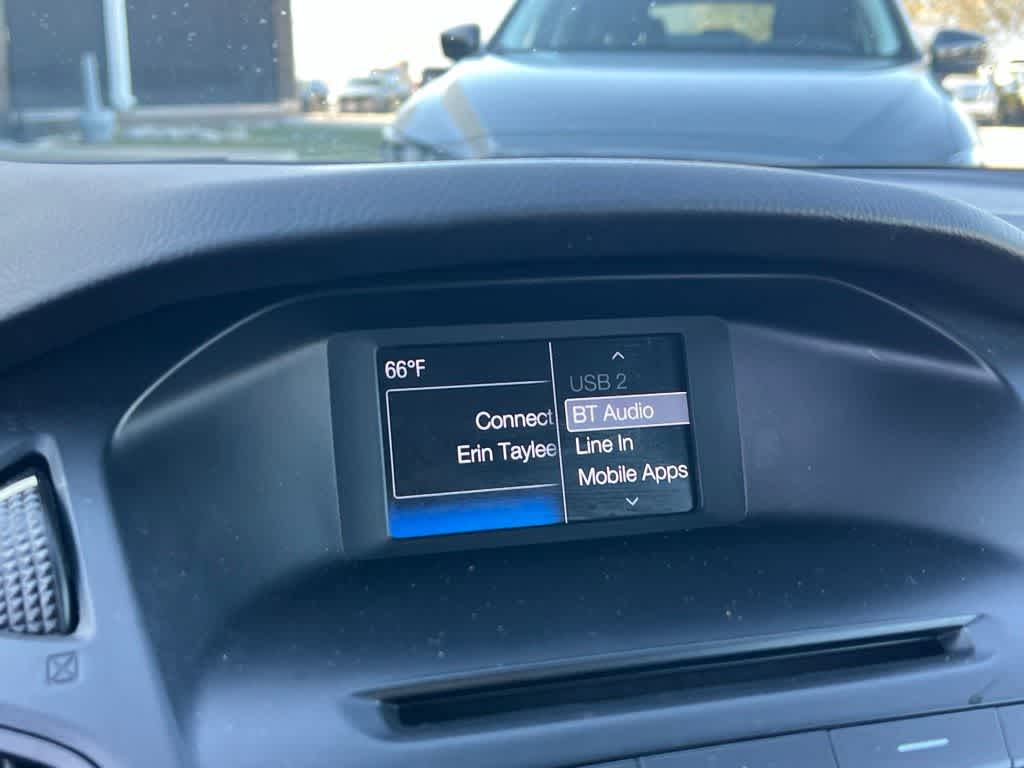 66°F
Connect
Erin Taylee
USB 2
BT Audio
Line In
Mobile Apps